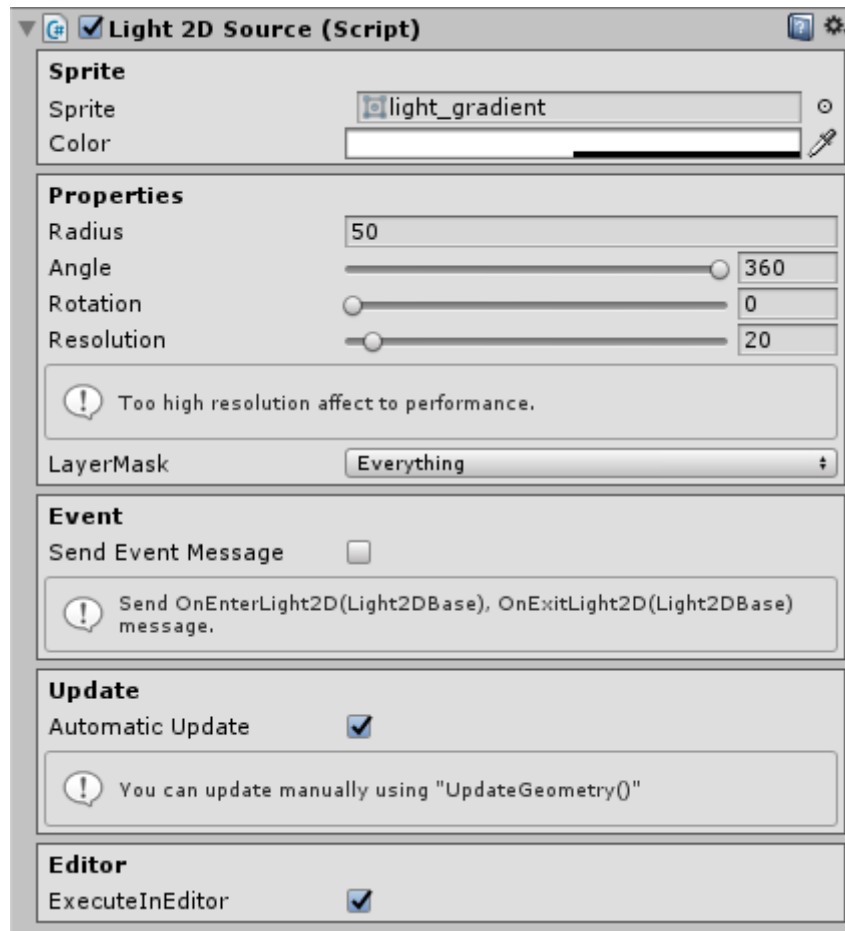 Light 2D Source (Script)
Sprite
Sprite light_gradient
Color
Properties
Radius 50
Angle 360
Rotation 0
Resolution 20
Too high resolution affect to performance.
LayerMask Everything
Event
Send Event Message
Send OnEnterLight2D(Light2DBase), OnExitLight2D(Light2DBase)
message.
Update
Automatic Update
You can update manually using "UpdateGeometry()"
Editor
ExecuteInEditor